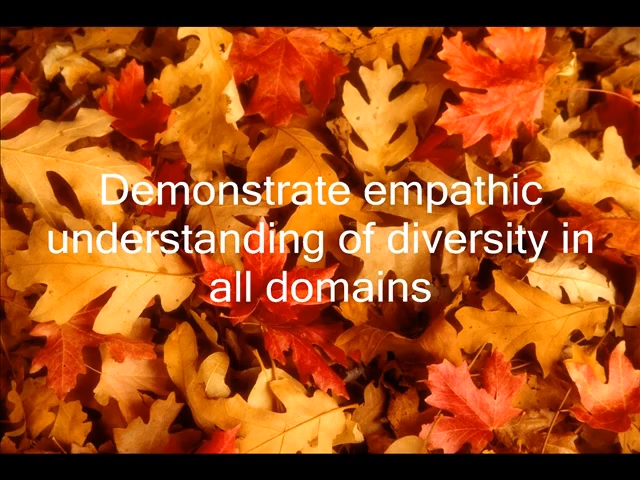 Demonstrate empathic
understanding of diversity in
all domains